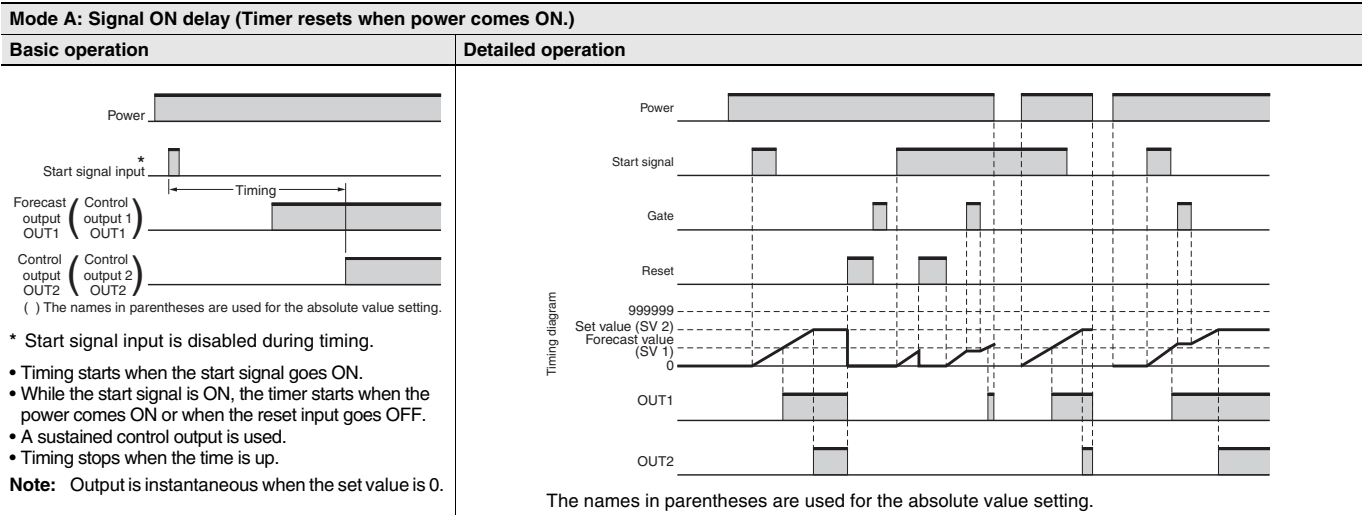 Mode A: Signal ON delay (Timer resets when power comes ON.)
Basic operation
Detailed operation
Power
*
Start signal input
Timing
Forecast output OUT1 ( Control output 1 OUT1 )
Control output OUT2 ( Control output 2 OUT2 )
( ) The names in parentheses are used for the absolute value setting.
* Start signal input is disabled during timing.
• Timing starts when the start signal goes ON.
• While the start signal is ON, the timer starts when the
power comes ON or when the reset input goes OFF.
• A sustained control output is used.
• Timing stops when the time is up.
Note: Output is instantaneous when the set value is 0.
Power
Start signal
Gate
Reset
Timing diagram
999999
Set value (SV 2)
Forecast value
(SV 1)
0
OUT1
OUT2
The names in parentheses are used for the absolute value setting.